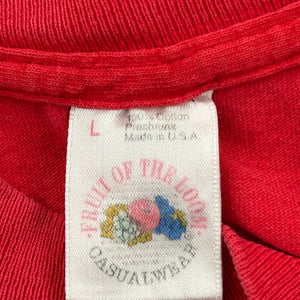 L
100% Cotton
Preshrunk
Made in U.S.A.
FRUIT OF THE LOOM
CASUALWEAR